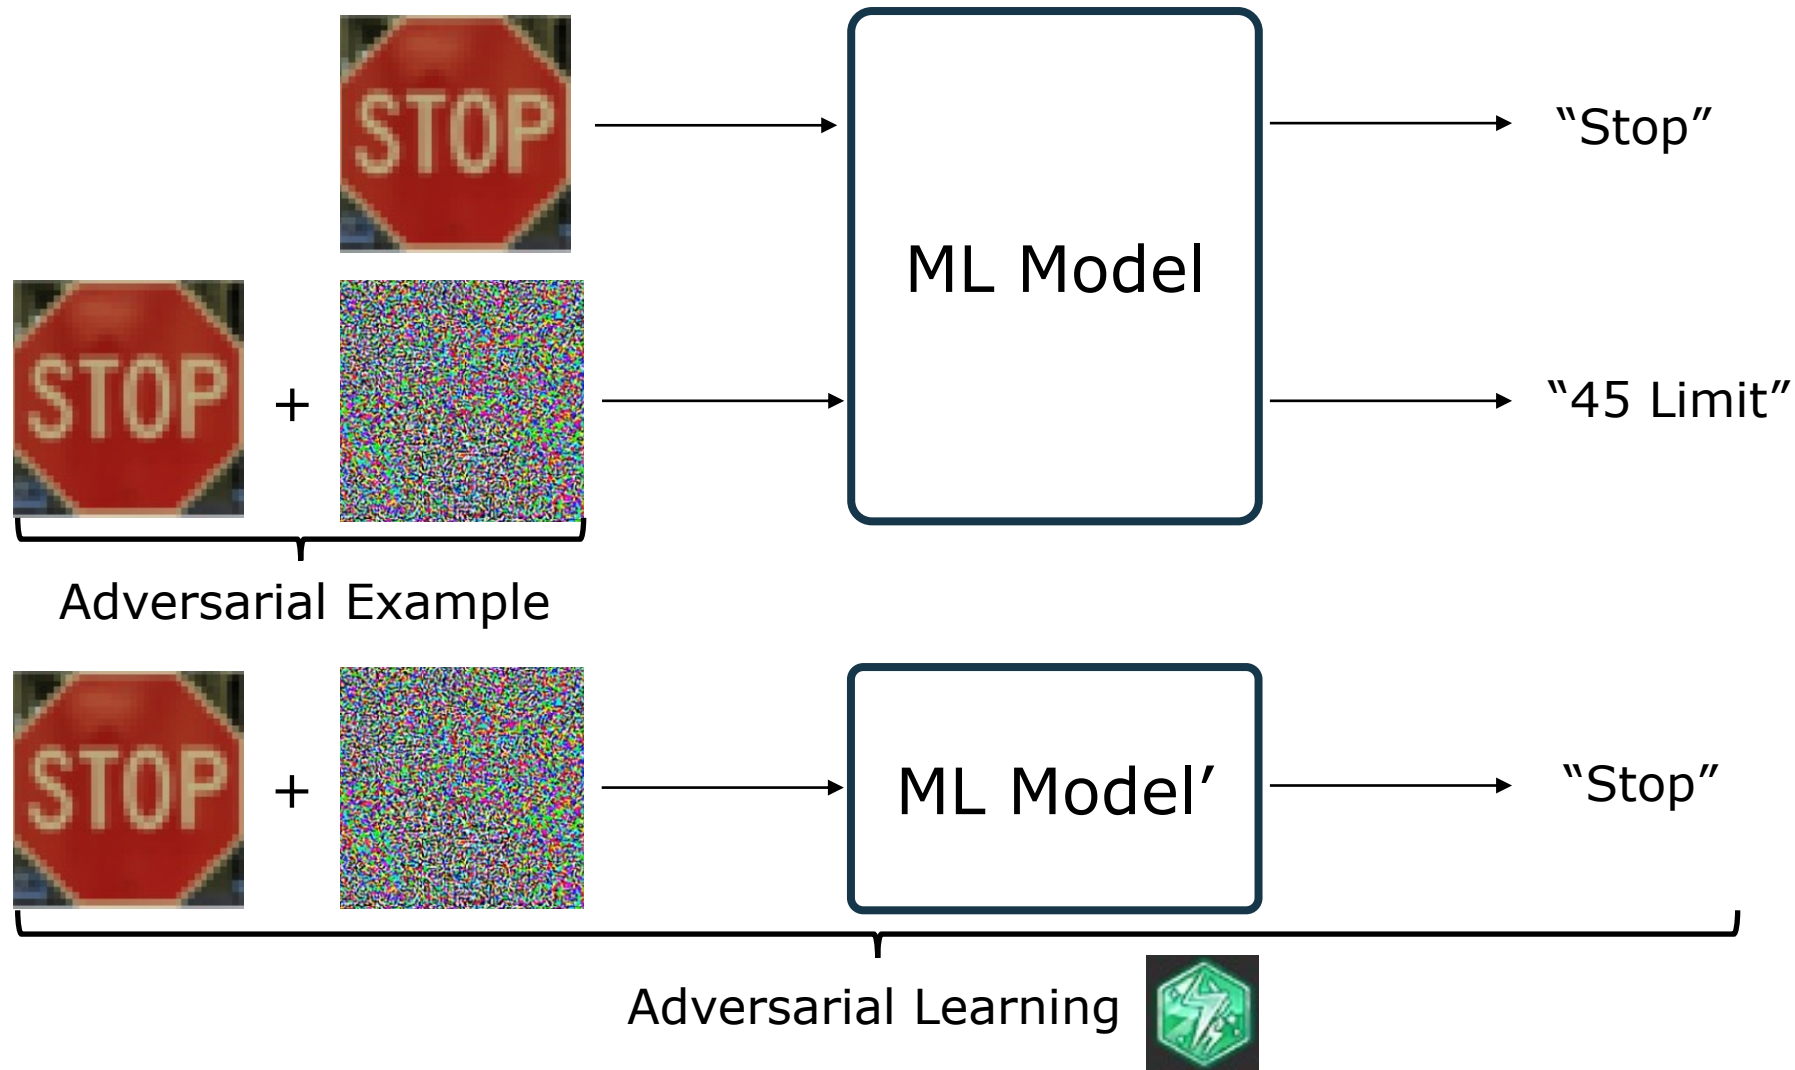 STOP
“Stop”
ML Model
STOP
+
“45 Limit”
Adversarial Example
STOP
+
ML Model’
“Stop”
Adversarial Learning